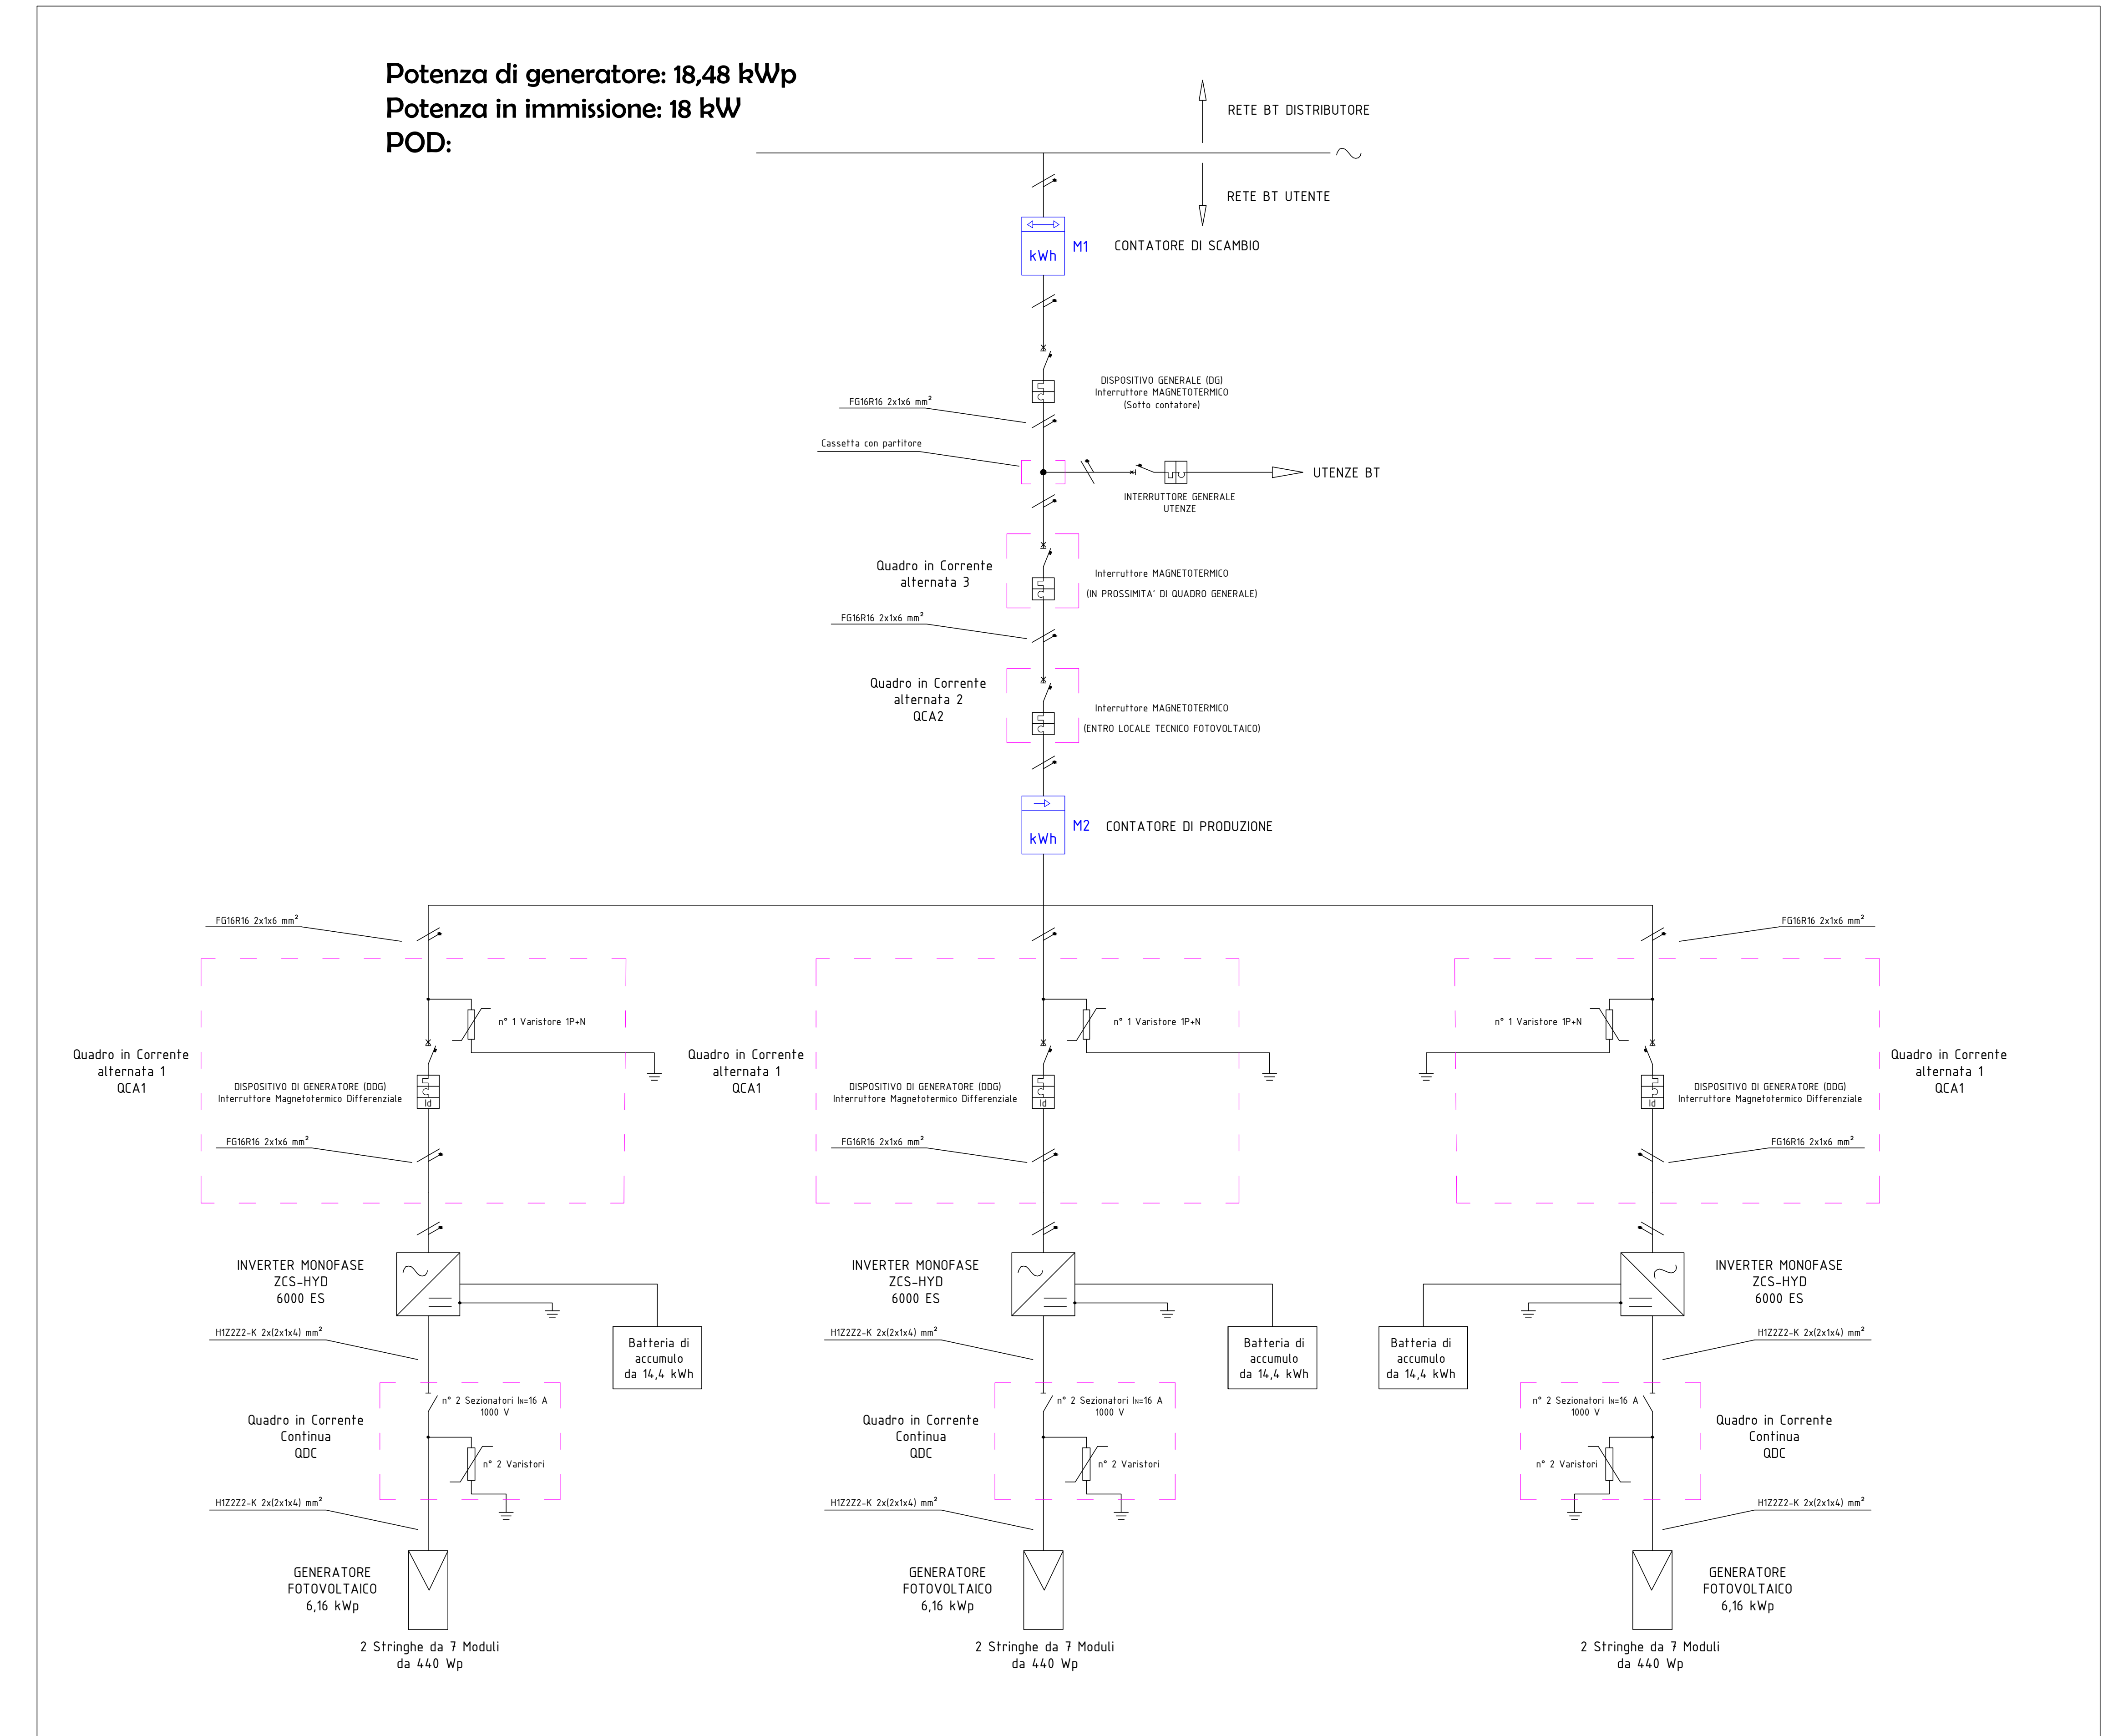 Potenza di generatore: 18,48 kWp
Potenza in immissione: 18 kW
POD:
RETE BT DISTRIBUTORE
RETE BT UTENTE
kWh
M1
CONTATORE DI SCAMBIO
DISPOSITIVO GENERALE (DG)
Interruttore MAGNETOTERMICO
(Sotto contatore)
FG16R16 2x1x6 mm²
Cassetta con partitore
UTENZE BT
INTERRUTTORE GENERALE
UTENZE
Quadro in Corrente
alternata 3
Interruttore MAGNETOTERMICO
(IN PROSSIMITA' DI QUADRO GENERALE)
FG16R16 2x1x6 mm²
Quadro in Corrente
alternata 2
QCA2
Interruttore MAGNETOTERMICO
(ENTRO LOCALE TECNICO FOTOVOLTAICO)
kWh
M2
CONTATORE DI PRODUZIONE
FG16R16 2x1x6 mm²
n° 1 Varistore 1P+N
Quadro in Corrente
alternata 1
QCA1
DISPOSITIVO DI GENERATORE (DDG)
Interruttore Magnetotermico Differenziale
Id
FG16R16 2x1x6 mm²
INVERTER MONOFASE
ZCS-HYD
6000 ES
H1Z2Z2-K 2x(2x1x4) mm²
Batteria di
accumulo
da 14,4 kWh
n° 2 Sezionatori IN=16 A
1000 V
Quadro in Corrente
Continua
QDC
n° 2 Varistori
H1Z2Z2-K 2x(2x1x4) mm²
GENERATORE
FOTOVOLTAICO
6,16 kWp
2 Stringhe da 7 Moduli
da 440 Wp
n° 1 Varistore 1P+N
Quadro in Corrente
alternata 1
QCA1
DISPOSITIVO DI GENERATORE (DDG)
Interruttore Magnetotermico Differenziale
Id
FG16R16 2x1x6 mm²
INVERTER MONOFASE
ZCS-HYD
6000 ES
H1Z2Z2-K 2x(2x1x4) mm²
Batteria di
accumulo
da 14,4 kWh
n° 2 Sezionatori IN=16 A
1000 V
Quadro in Corrente
Continua
QDC
n° 2 Varistori
H1Z2Z2-K 2x(2x1x4) mm²
GENERATORE
FOTOVOLTAICO
6,16 kWp
2 Stringhe da 7 Moduli
da 440 Wp
FG16R16 2x1x6 mm²
n° 1 Varistore 1P+N
Quadro in Corrente
alternata 1
QCA1
DISPOSITIVO DI GENERATORE (DDG)
Interruttore Magnetotermico Differenziale
Id
FG16R16 2x1x6 mm²
INVERTER MONOFASE
ZCS-HYD
6000 ES
Batteria di
accumulo
da 14,4 kWh
H1Z2Z2-K 2x(2x1x4) mm²
n° 2 Sezionatori IN=16 A
1000 V
Quadro in Corrente
Continua
QDC
n° 2 Varistori
H1Z2Z2-K 2x(2x1x4) mm²
GENERATORE
FOTOVOLTAICO
6,16 kWp
2 Stringhe da 7 Moduli
da 440 Wp